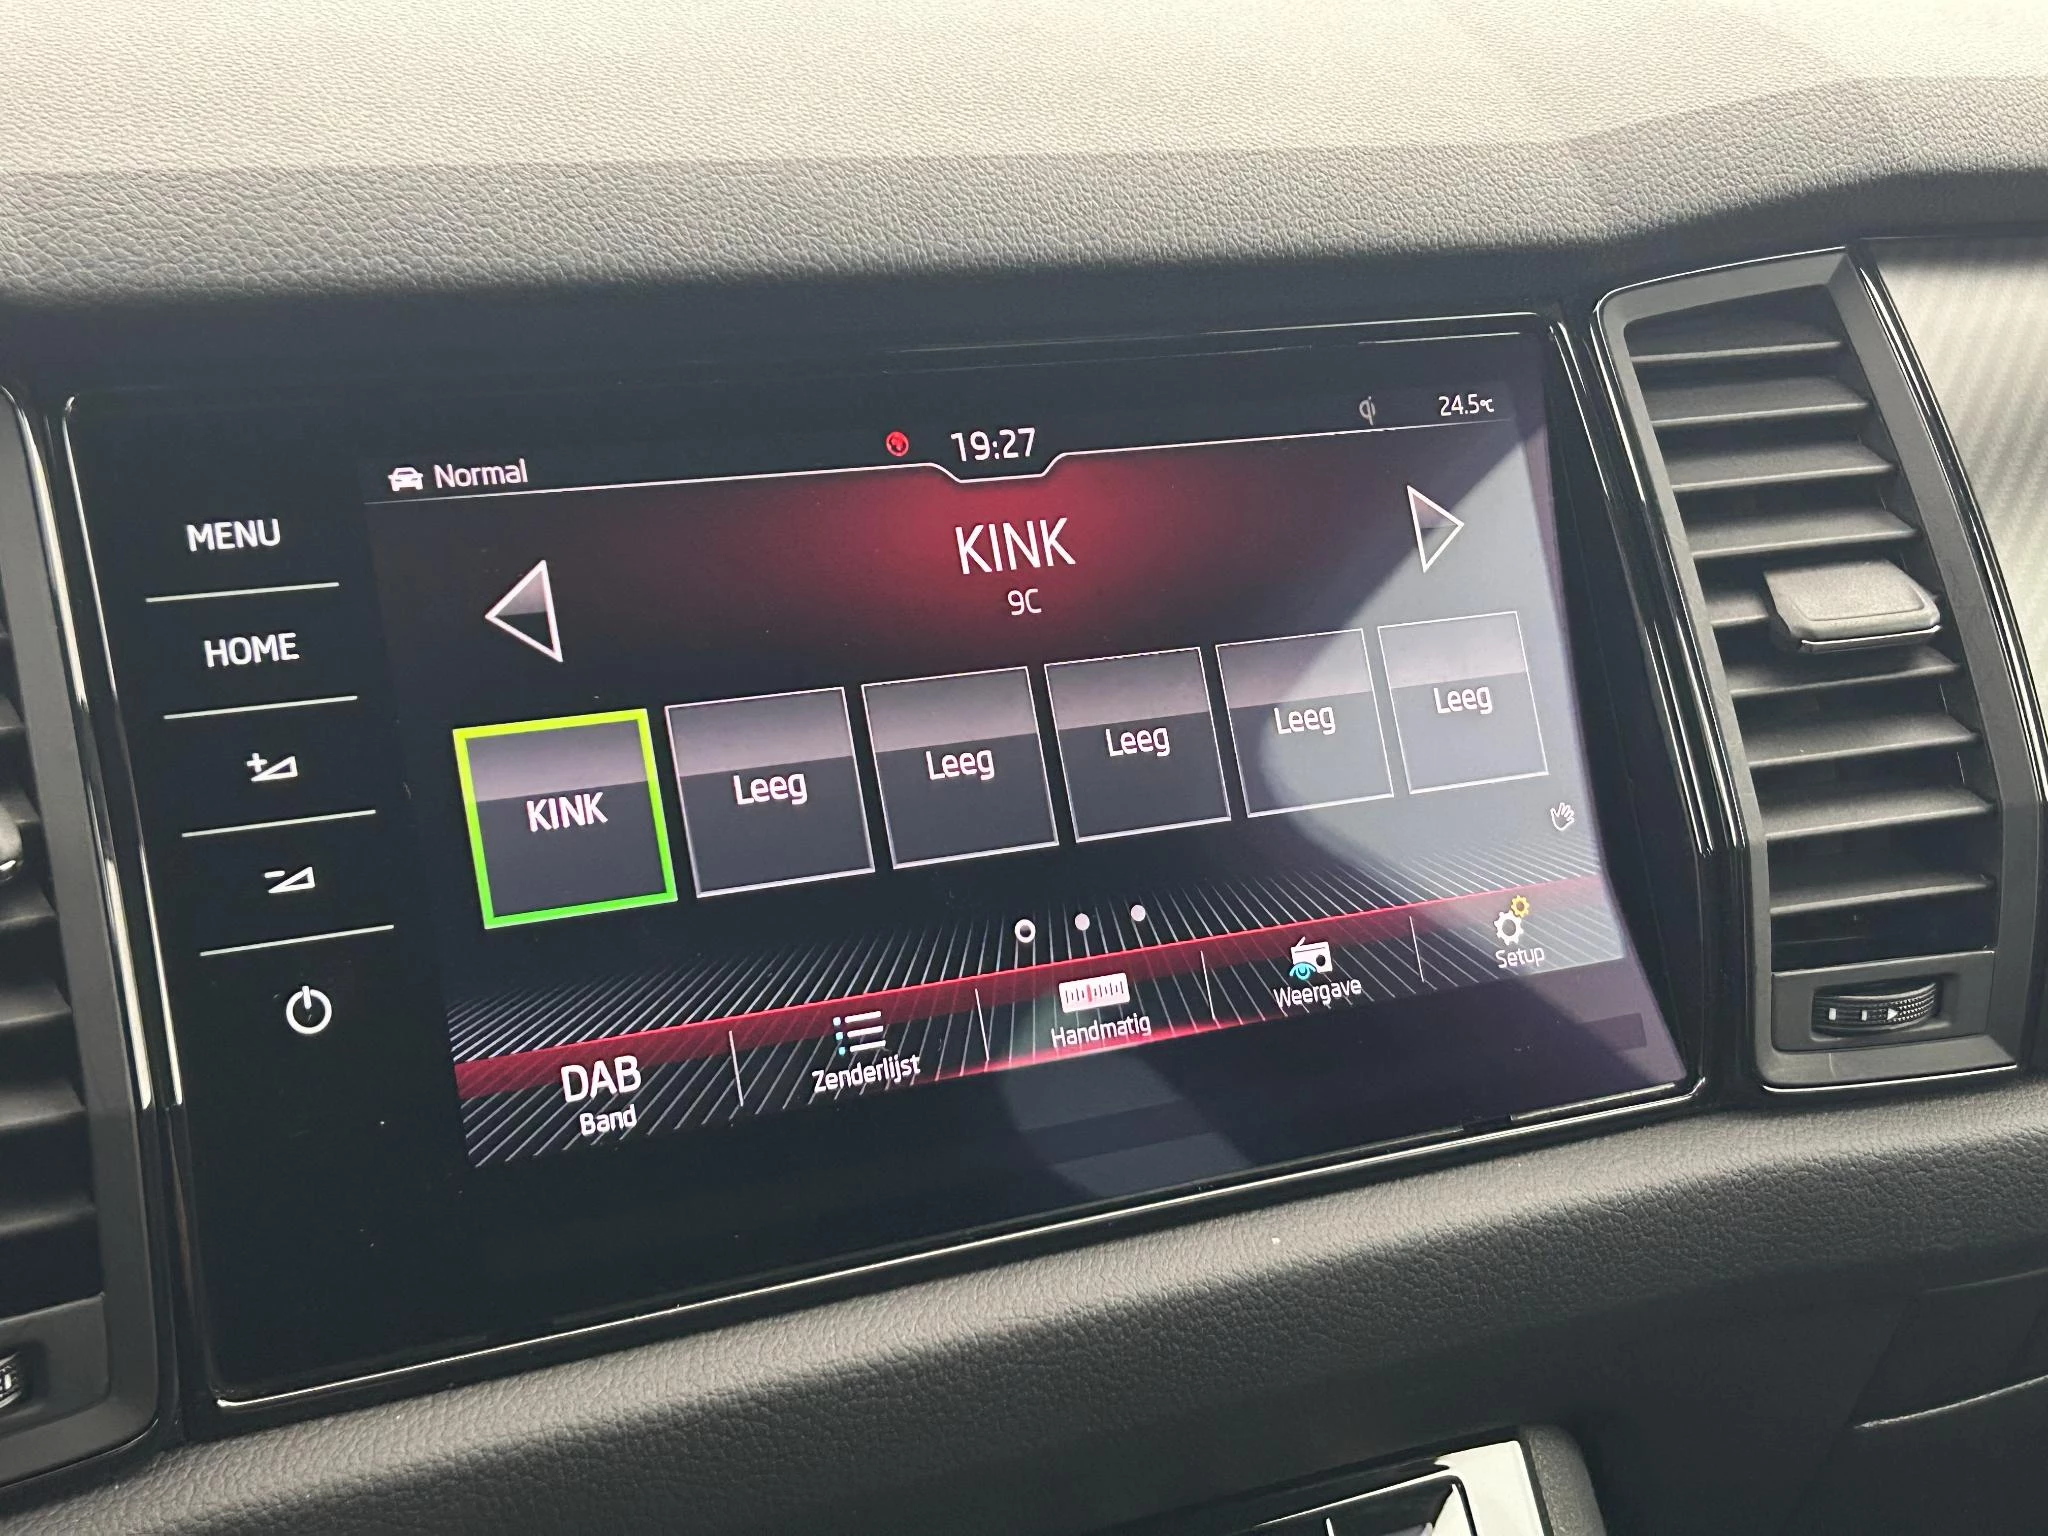 Normal
19:27
qi
24.5°C
MENU
HOME
KINK
9C
KINK
Leeg
Leeg
Leeg
Leeg
Leeg
DAB
Band
Zenderlijst
Handmatig
Weergave
Setup